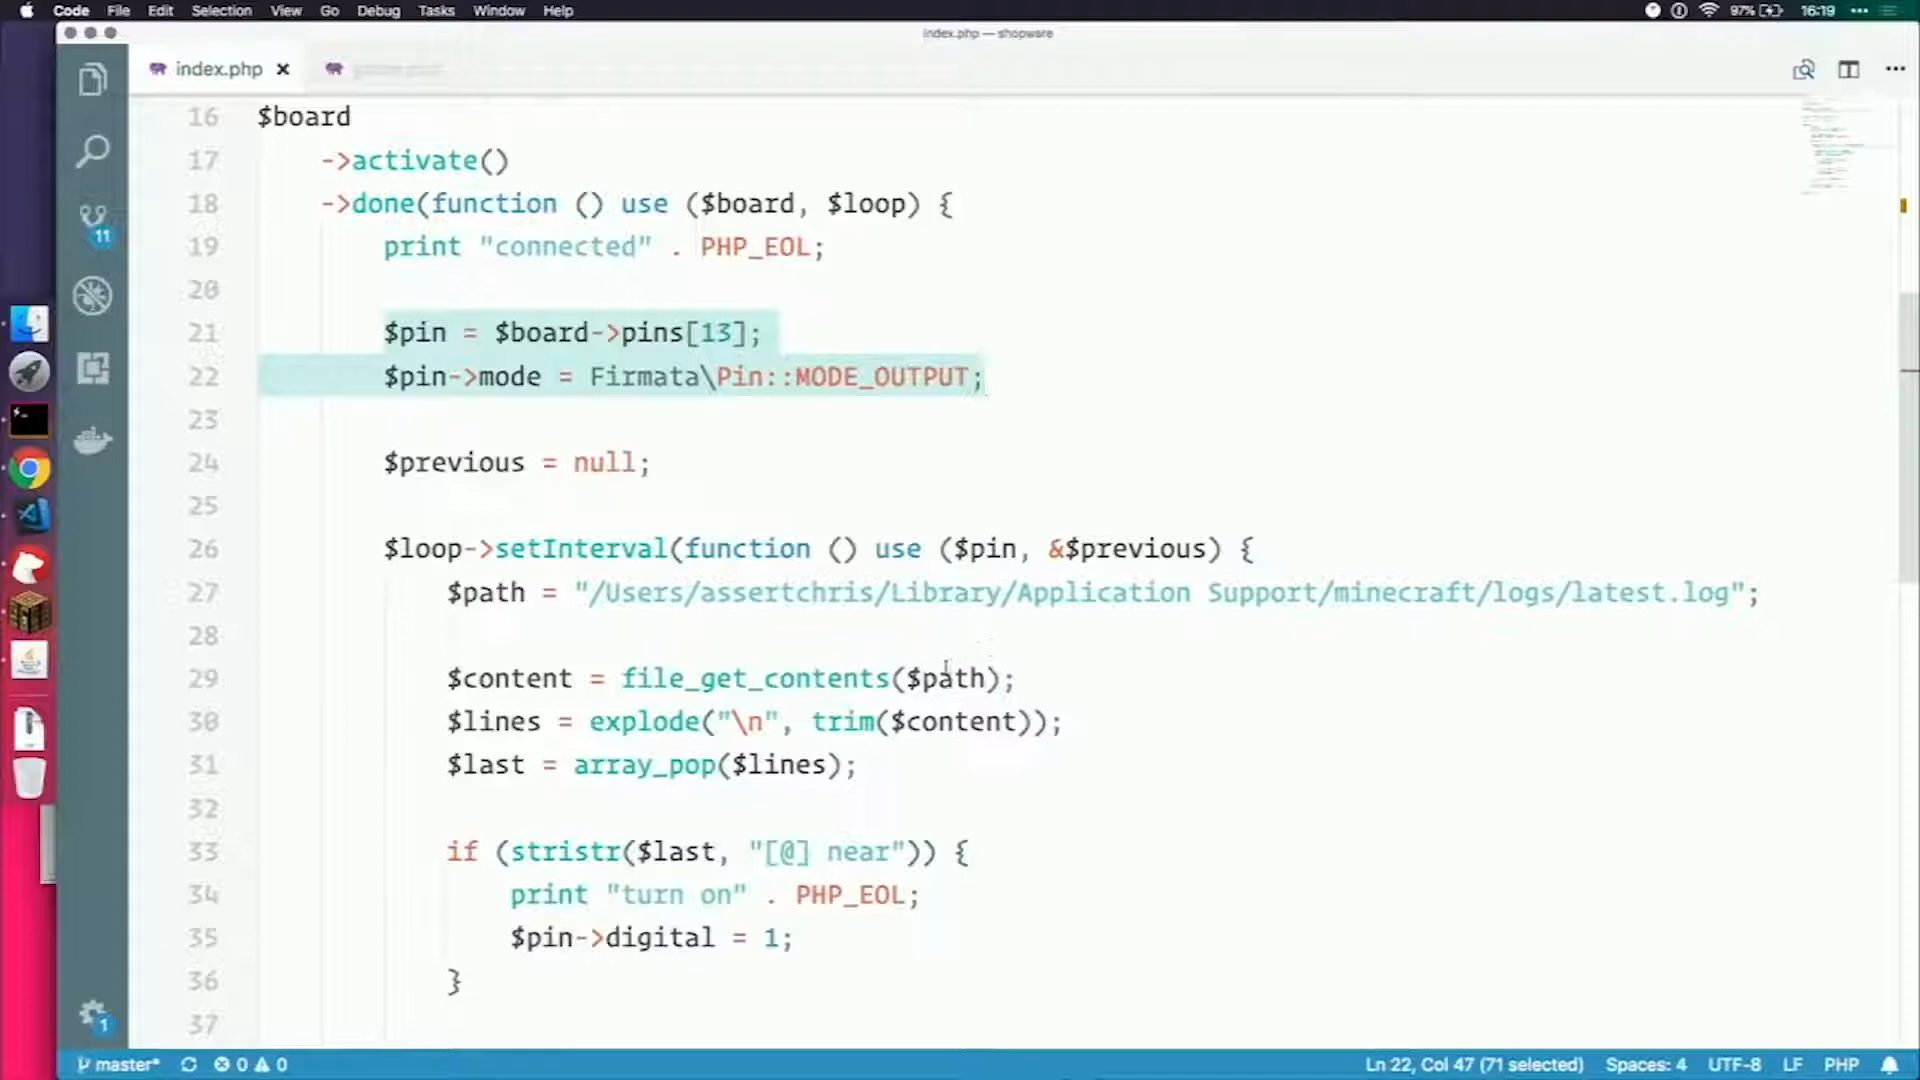 Code File Edit Selection View Go Debug Tasks Window Help 97% 16:19
index.php — shopware
index.php
16 $board
17 ->activate()
18 ->done(function () use ($board, $loop) {
19 print "connected" . PHP_EOL;
20
21 $pin = $board->pins[13];
22 $pin->mode = Firmata\Pin::MODE_OUTPUT;
23
24 $previous = null;
25
26 $loop->setInterval(function () use ($pin, &$previous) {
27 $path = "/Users/assertchris/Library/Application Support/minecraft/logs/latest.log";
28
29 $content = file_get_contents($path);
30 $lines = explode("\n", trim($content));
31 $last = array_pop($lines);
32
33 if (stristr($last, "[@] near")) {
34 print "turn on" . PHP_EOL;
35 $pin->digital = 1;
36 }
37
11
1
master* 0 0 Ln 22, Col 47 (71 selected) Spaces: 4 UTF-8 LF PHP